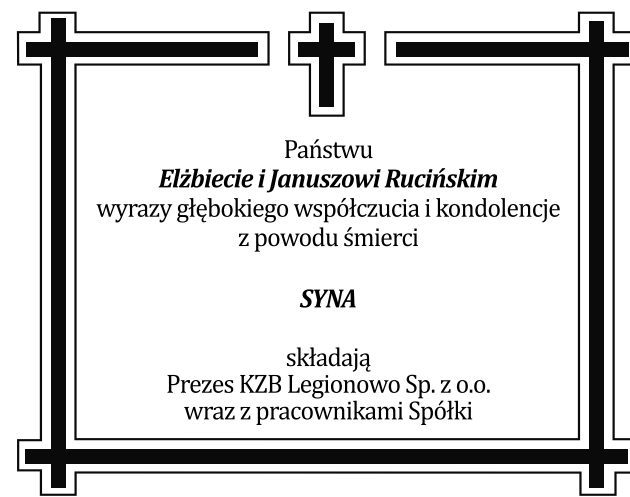 Państwu
Elżbiecie i Januszowi Rucińskim
wyrazy głębokiego współczucia i kondolencje
z powodu śmierci
SYNA
składają
Prezes KZB Legionowo Sp. z o.o.
wraz z pracownikami Spółki